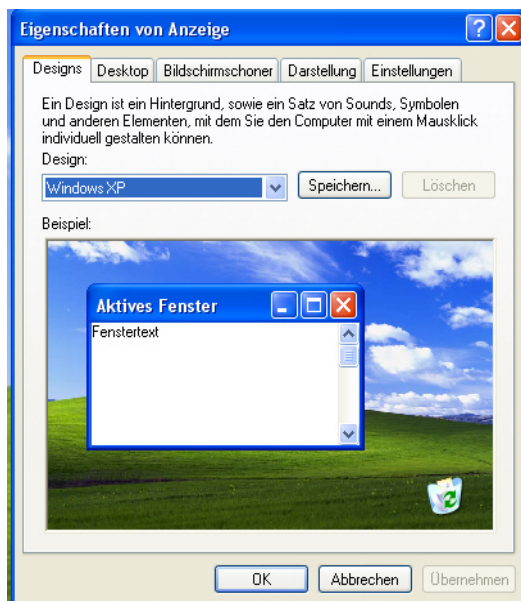 Eigenschaften von Anzeige
Designs Desktop Bildschirmschoner Darstellung Einstellungen
Ein Design ist ein Hintergrund, sowie ein Satz von Sounds, Symbolen
und anderen Elementen, mit dem Sie den Computer mit einem Mausklick
individuell gestalten können.
Design:
Windows XP Speichern... Löschen
Beispiel:
Aktives Fenster
Fenstertext
OK Abbrechen Übernehmen